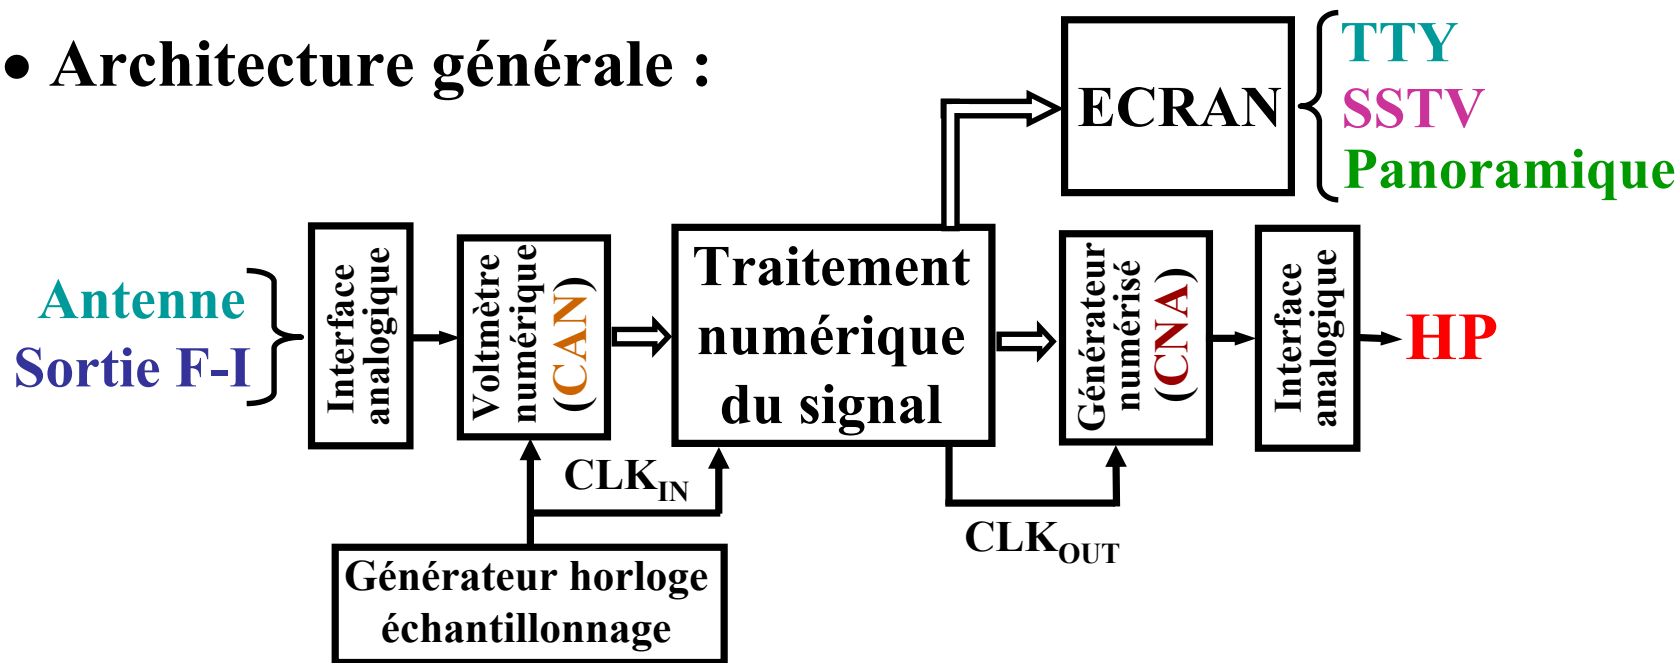 • Architecture générale :
ECRAN
TTY
SSTV
Panoramique
Antenne
Sortie F-I
Interface
analogique
Voltmètre
numérique
(CAN)
Traitement
numérique
du signal
Générateur
numérisé
(CNA)
Interface
analogique
HP
CLKIN
CLKOUT
Générateur horloge
échantillonnage